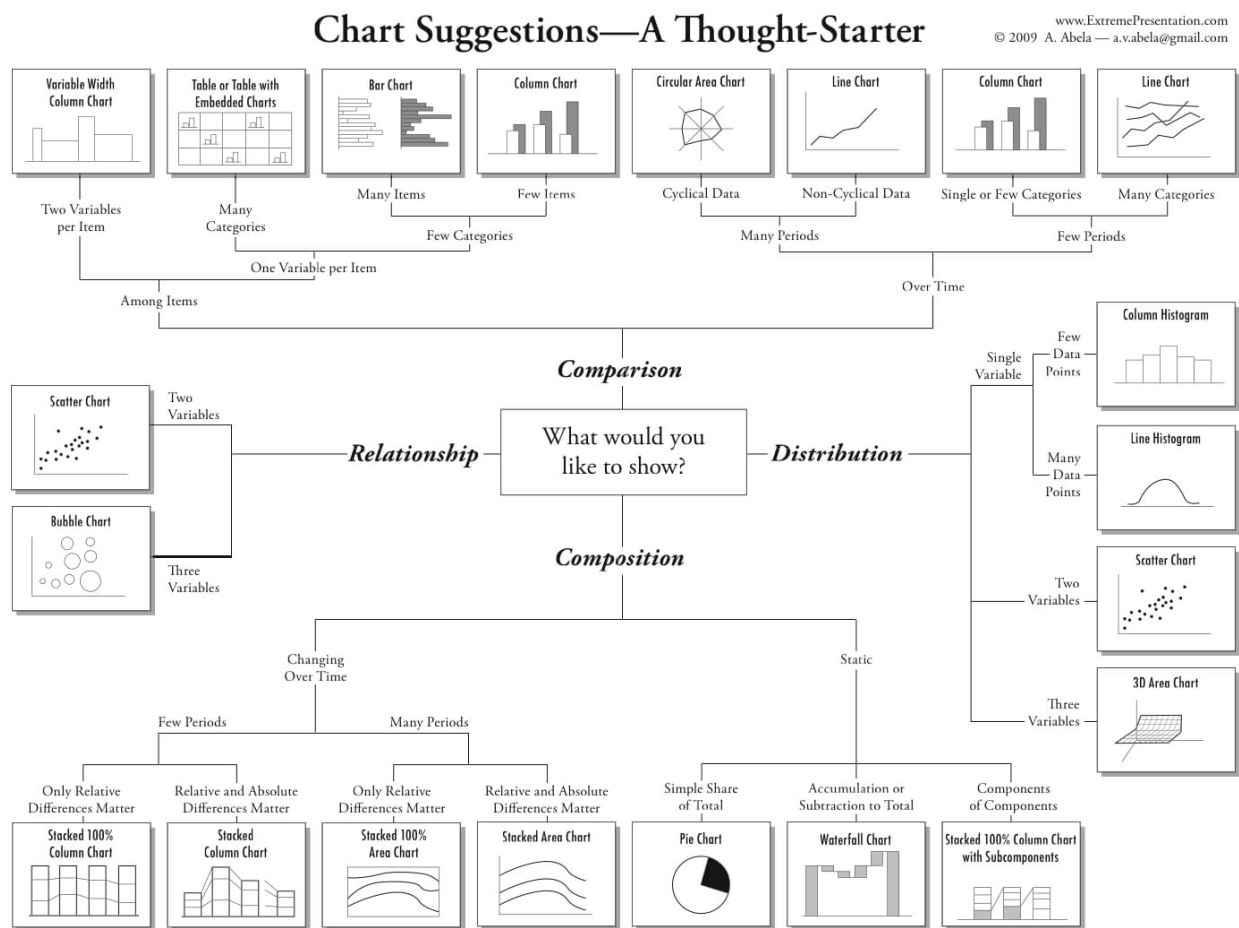 Chart Suggestions—A Thought-Starter
www.ExtremePresentation.com
© 2009 A. Abela — a.v.abela@gmail.com
Variable Width
Column Chart
Table or Table with
Embedded Charts
Bar Chart
Column Chart
Circular Area Chart
Line Chart
Column Chart
Line Chart
Two Variables
per Item
Many
Categories
Many Items
Few Items
Cyclical Data
Non-Cyclical Data
Single or Few Categories
Many Categories
Few Categories
Many Periods
Few Periods
One Variable per Item
Among Items
Over Time
Comparison
What would you
like to show?
Relationship
Two
Variables
Scatter Chart
Three
Variables
Bubble Chart
Distribution
Single
Variable
Few
Data
Points
Column Histogram
Many
Data
Points
Line Histogram
Two
Variables
Scatter Chart
Three
Variables
3D Area Chart
Composition
Changing
Over Time
Static
Few Periods
Many Periods
Only Relative
Differences Matter
Relative and Absolute
Differences Matter
Only Relative
Differences Matter
Relative and Absolute
Differences Matter
Simple Share
of Total
Accumulation or
Subtraction to Total
Components
of Components
Stacked 100%
Column Chart
Stacked
Column Chart
Stacked 100%
Area Chart
Stacked Area Chart
Pie Chart
Waterfall Chart
Stacked 100% Column Chart
with Subcomponents